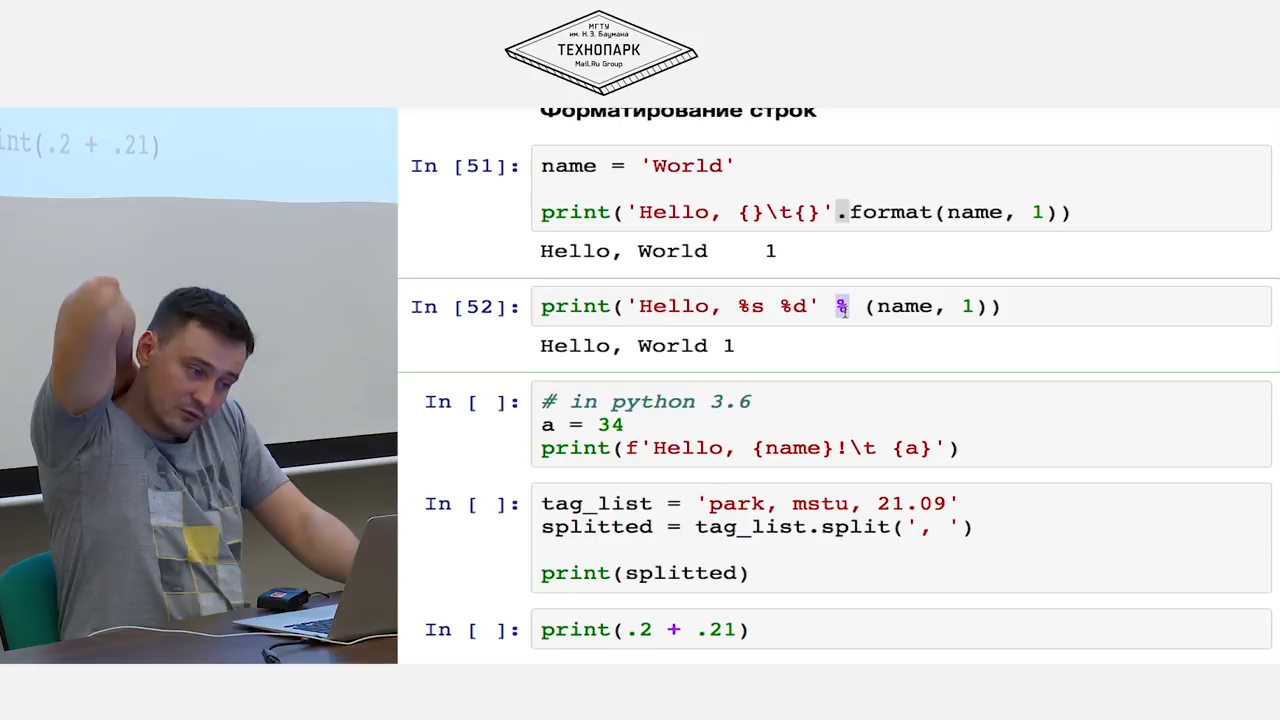 МГТУ
им. Н.Э. Баумана
ТЕХНОПАРК
Mail.Ru Group
int(.2 + .21)
Форматирование строк
In [51]: name = 'World'
print('Hello, {}\t{}'.format(name, 1))
Hello, World    1
In [52]: print('Hello, %s %d' % (name, 1))
Hello, World 1
In [ ]: # in python 3.6
a = 34
print(f'Hello, {name}!\t {a}')
In [ ]: tag_list = 'park, mstu, 21.09'
splitted = tag_list.split(', ')
print(splitted)
In [ ]: print(.2 + .21)